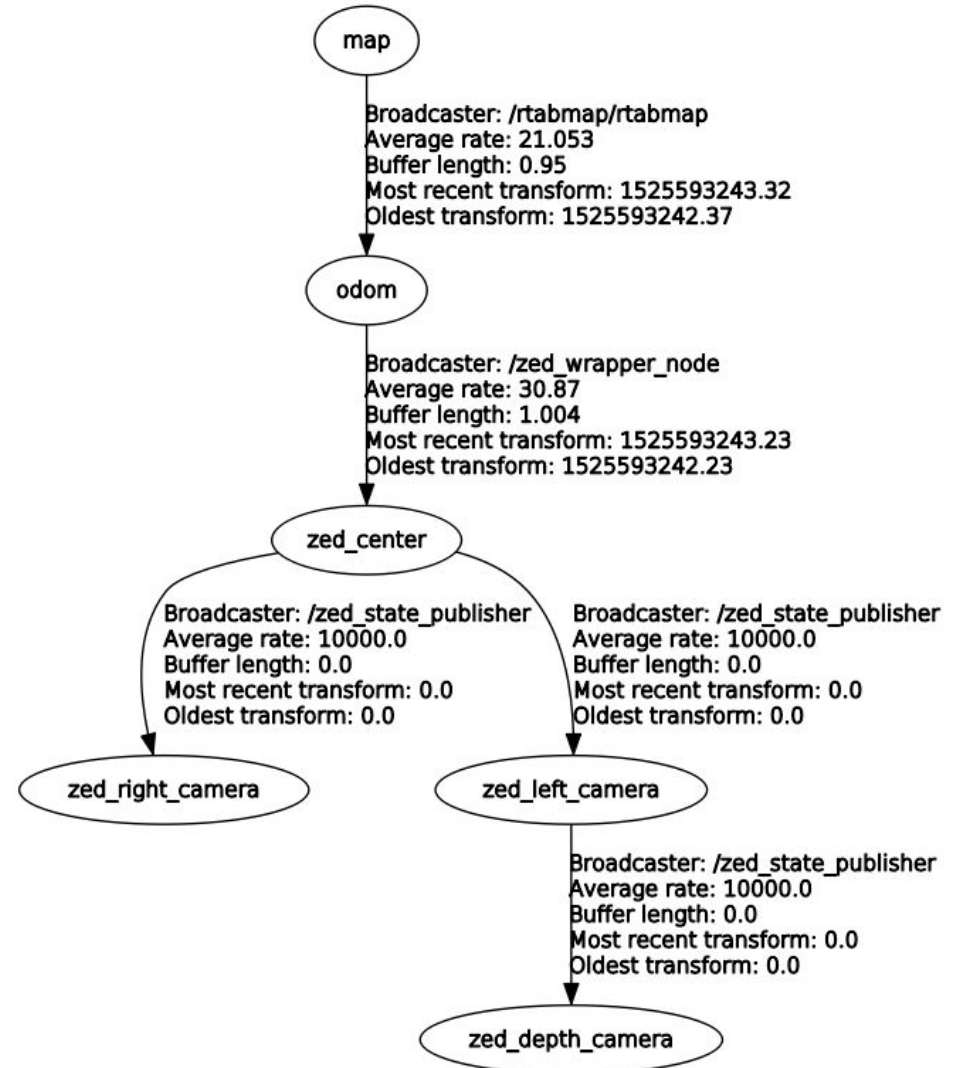 map
Broadcaster: /rtabmap/rtabmap
Average rate: 21.053
Buffer length: 0.95
Most recent transform: 1525593243.32
Oldest transform: 1525593242.37
odom
Broadcaster: /zed_wrapper_node
Average rate: 30.87
Buffer length: 1.004
Most recent transform: 1525593243.23
Oldest transform: 1525593242.23
zed_center
Broadcaster: /zed_state_publisher
Average rate: 10000.0
Buffer length: 0.0
Most recent transform: 0.0
Oldest transform: 0.0
Broadcaster: /zed_state_publisher
Average rate: 10000.0
Buffer length: 0.0
Most recent transform: 0.0
Oldest transform: 0.0
zed_right_camera
zed_left_camera
Broadcaster: /zed_state_publisher
Average rate: 10000.0
Buffer length: 0.0
Most recent transform: 0.0
Oldest transform: 0.0
zed_depth_camera